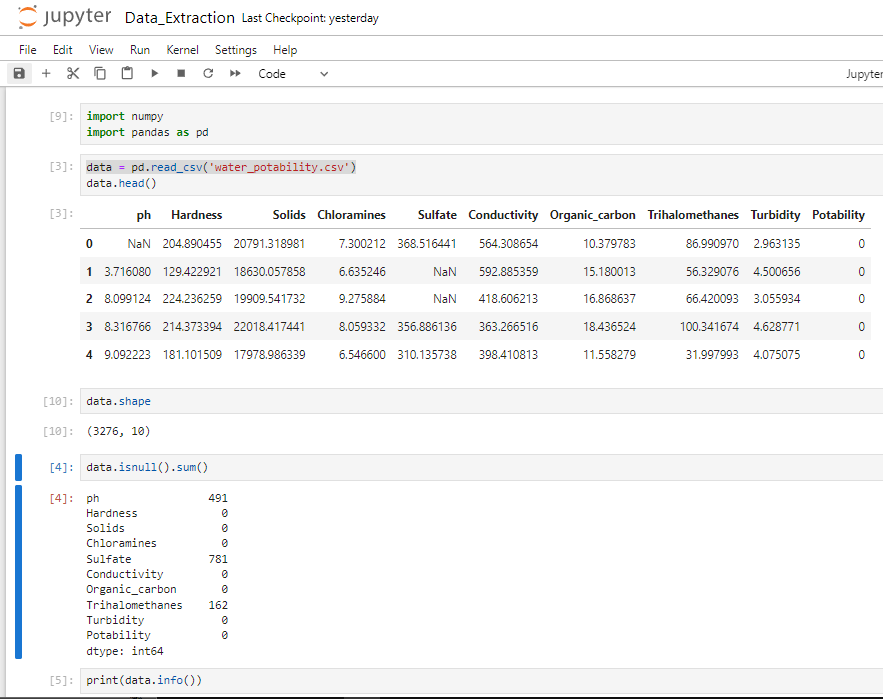 jupyter Data_Extraction Last Checkpoint: yesterday
File Edit View Run Kernel Settings Help
Code Jupyter
[9]: import numpy
import pandas as pd
[3]: data = pd.read_csv('water_potability.csv')
data.head()
[3]: ph Hardness Solids Chloramines Sulfate Conductivity Organic_carbon Trihalomethanes Turbidity Potability
0 NaN 204.890455 20791.318981 7.300212 368.516441 564.308654 10.379783 86.990970 2.963135 0
1 3.716080 129.422921 18630.057858 6.635246 NaN 592.885359 15.180013 56.329076 4.500656 0
2 8.099124 224.236259 19909.541732 9.275884 NaN 418.606213 16.868637 66.420093 3.055934 0
3 8.316766 214.373394 22018.417441 8.059332 356.886136 363.266516 18.436524 100.341674 4.628771 0
4 9.092223 181.101509 17978.986339 6.546600 310.135738 398.410813 11.558279 31.997993 4.075075 0
[10]: data.shape
[10]: (3276, 10)
[4]: data.isnull().sum()
[4]: ph 491
Hardness 0
Solids 0
Chloramines 0
Sulfate 781
Conductivity 0
Organic_carbon 0
Trihalomethanes 162
Turbidity 0
Potability 0
dtype: int64
[5]: print(data.info())